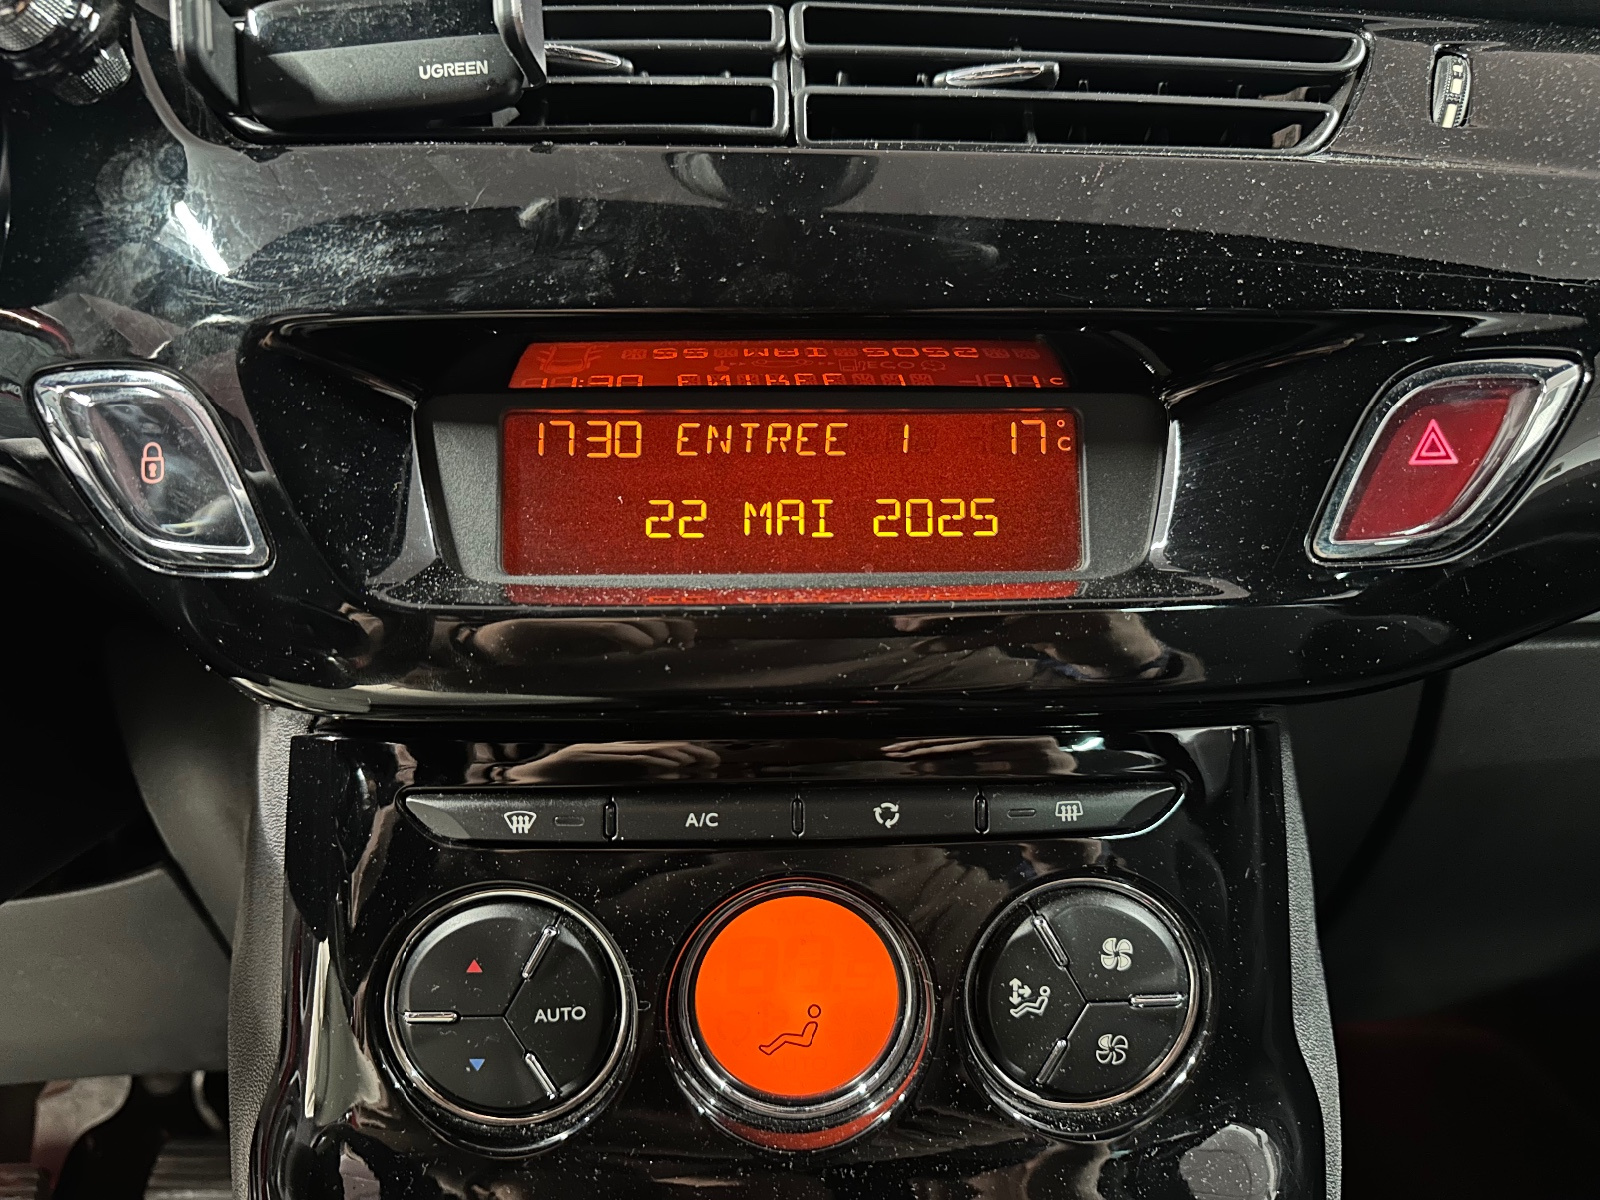 UGREEN
1730 ENTREE 1 17°C
22 MAI 2025
A/C
AUTO